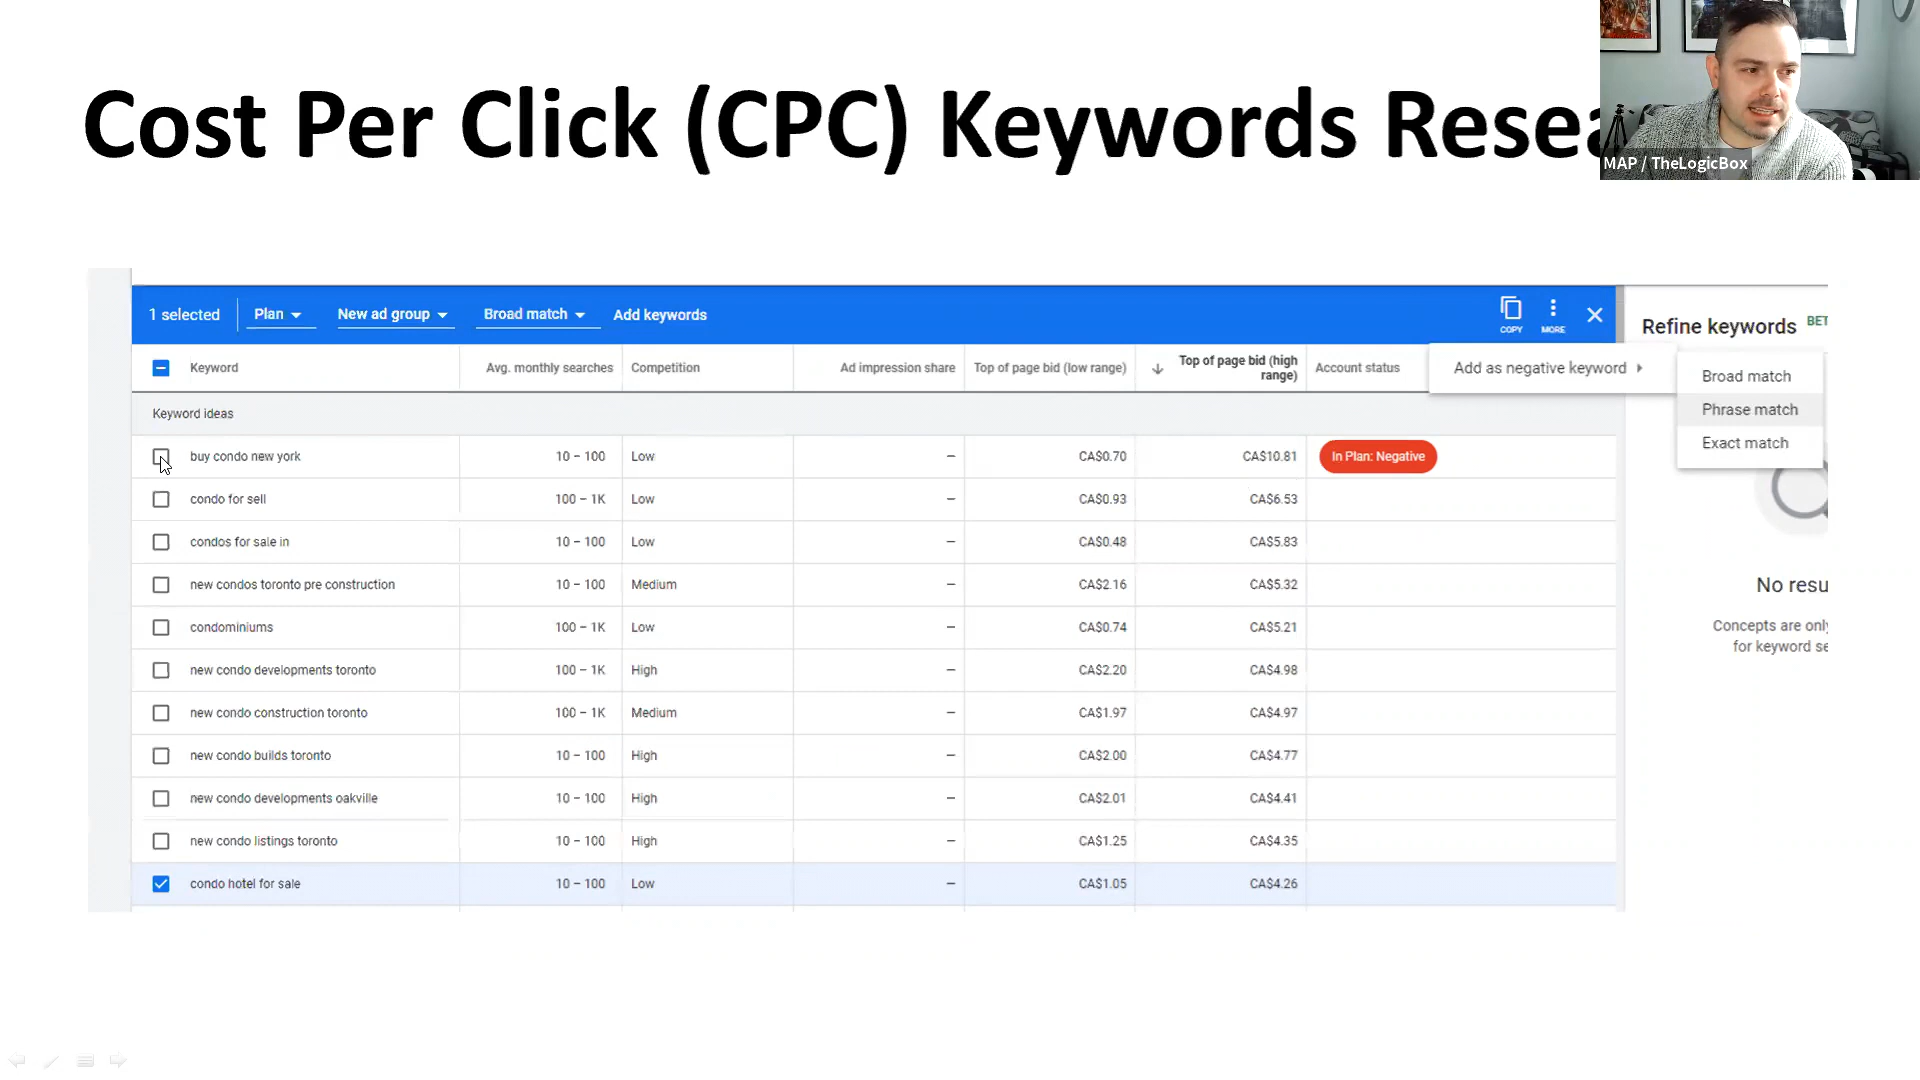 Cost Per Click (CPC) Keywords Resea
MAP / TheLogicBox
1 selected
Plan
New ad group
Broad match
Add keywords
COPY
MORE
Refine keywords BET
Keyword
Avg. monthly searches
Competition
Ad impression share
Top of page bid (low range)
Top of page bid (high
range)
Account status
Add as negative keyword
Broad match
Phrase match
Exact match
Keyword ideas
buy condo new york 10 – 100 Low – CA$0.70 CA$10.81 In Plan: Negative
condo for sell 100 – 1K Low – CA$0.93 CA$6.53
condos for sale in 10 – 100 Low – CA$0.48 CA$5.83
new condos toronto pre construction 10 – 100 Medium – CA$2.16 CA$5.32
condominiums 100 – 1K Low – CA$0.74 CA$5.21
new condo developments toronto 100 – 1K High – CA$2.20 CA$4.98
new condo construction toronto 100 – 1K Medium – CA$1.97 CA$4.97
new condo builds toronto 10 – 100 High – CA$2.00 CA$4.77
new condo developments oakville 10 – 100 High – CA$2.01 CA$4.41
new condo listings toronto 10 – 100 High – CA$1.25 CA$4.35
condo hotel for sale 10 – 100 Low – CA$1.05 CA$4.26
No resu
Concepts are only
for keyword se